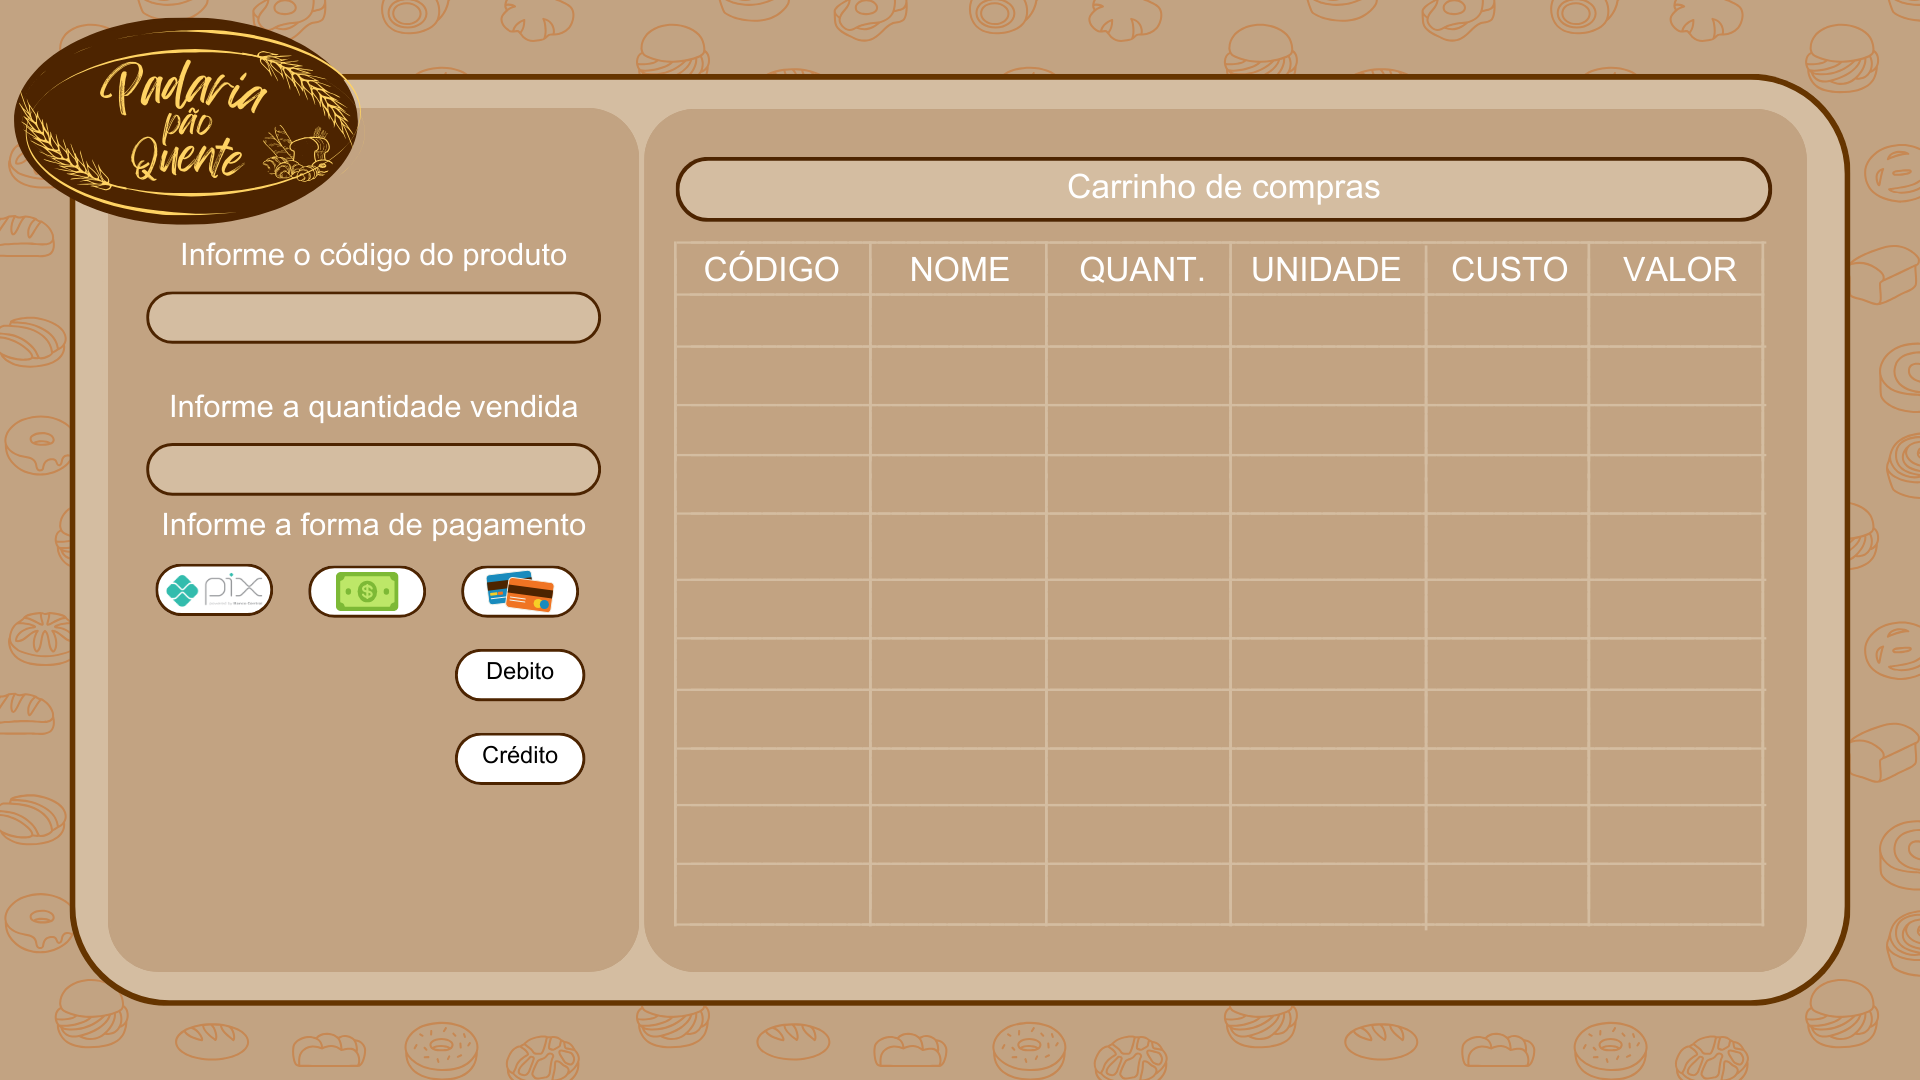 Padaria
pão
Quente
Informe o código do produto
Informe a quantidade vendida
Informe a forma de pagamento
pix
Debito
Crédito
Carrinho de compras
CÓDIGO NOME QUANT. UNIDADE CUSTO VALOR